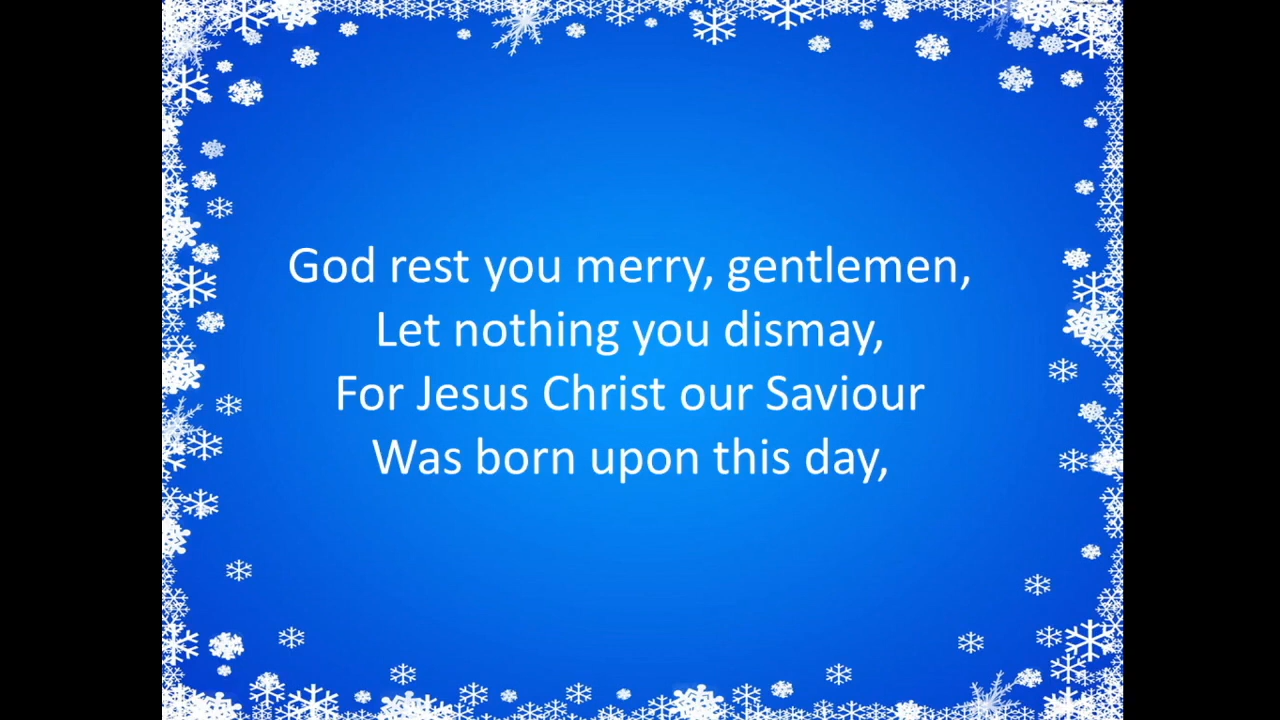 God rest you merry, gentlemen,
Let nothing you dismay,
For Jesus Christ our Saviour
Was born upon this day,